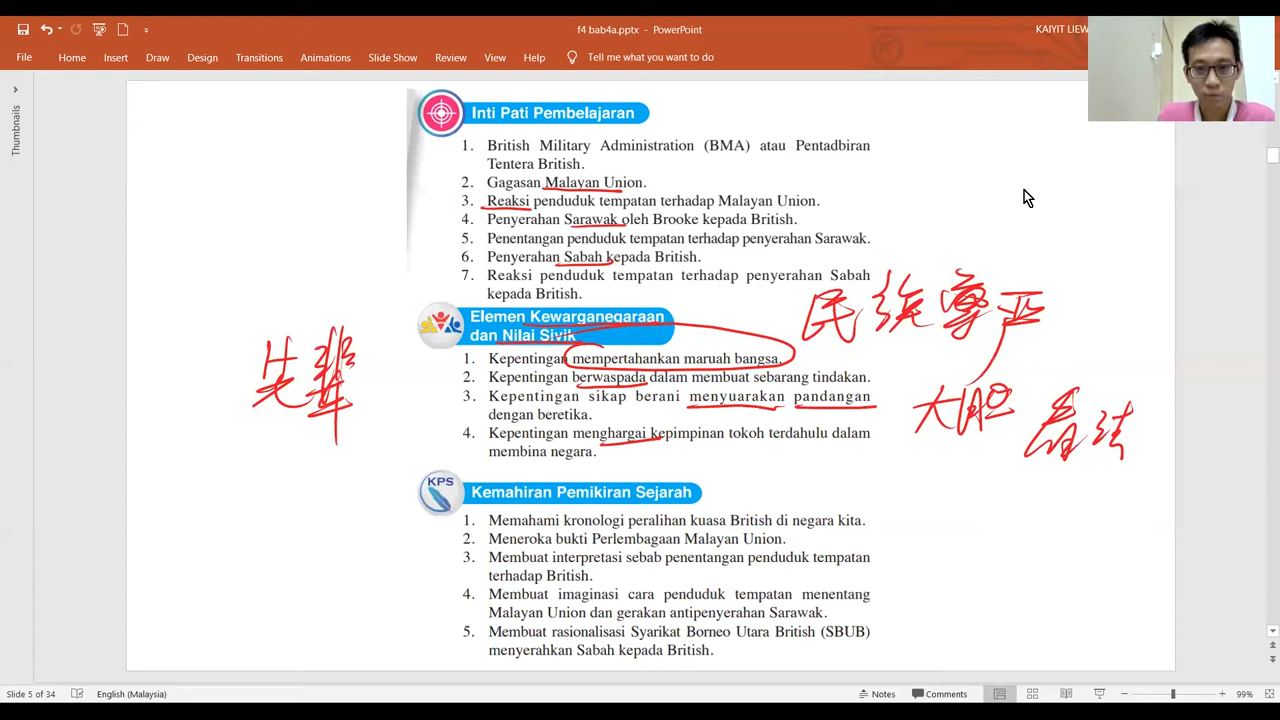 f4 bab4a.pptx - PowerPoint
KAIYIT LIEW
File Home Insert Draw Design Transitions Animations Slide Show Review View Help Tell me what you want to do
Thumbnails
Inti Pati Pembelajaran
1. British Military Administration (BMA) atau Pentadbiran
Tentera British.
2. Gagasan Malayan Union.
3. Reaksi penduduk tempatan terhadap Malayan Union.
4. Penyerahan Sarawak oleh Brooke kepada British.
5. Penentangan penduduk tempatan terhadap penyerahan Sarawak.
6. Penyerahan Sabah kepada British.
7. Reaksi penduduk tempatan terhadap penyerahan Sabah
kepada British.
民族尊严
Elemen Kewarganegaraan
dan Nilai Sivik
先辈
1. Kepentingan mempertahankan maruah bangsa.
2. Kepentingan berwaspada dalam membuat sebarang tindakan.
3. Kepentingan sikap berani menyuarakan pandangan
dengan beretika.
大胆
4. Kepentingan menghargai kepimpinan tokoh terdahulu dalam
membina negara.
KPS
Kemahiran Pemikiran Sejarah
1. Memahami kronologi peralihan kuasa British di negara kita.
2. Meneroka bukti Perlembagaan Malayan Union.
3. Membuat interpretasi sebab penentangan penduduk tempatan
terhadap British.
4. Membuat imaginasi cara penduduk tempatan menentang
Malayan Union dan gerakan antipenyerahan Sarawak.
5. Membuat rasionalisasi Syarikat Borneo Utara British (SBUB)
menyerahkan Sabah kepada British.
Slide 5 of 34 English (Malaysia) Notes Comments 99%